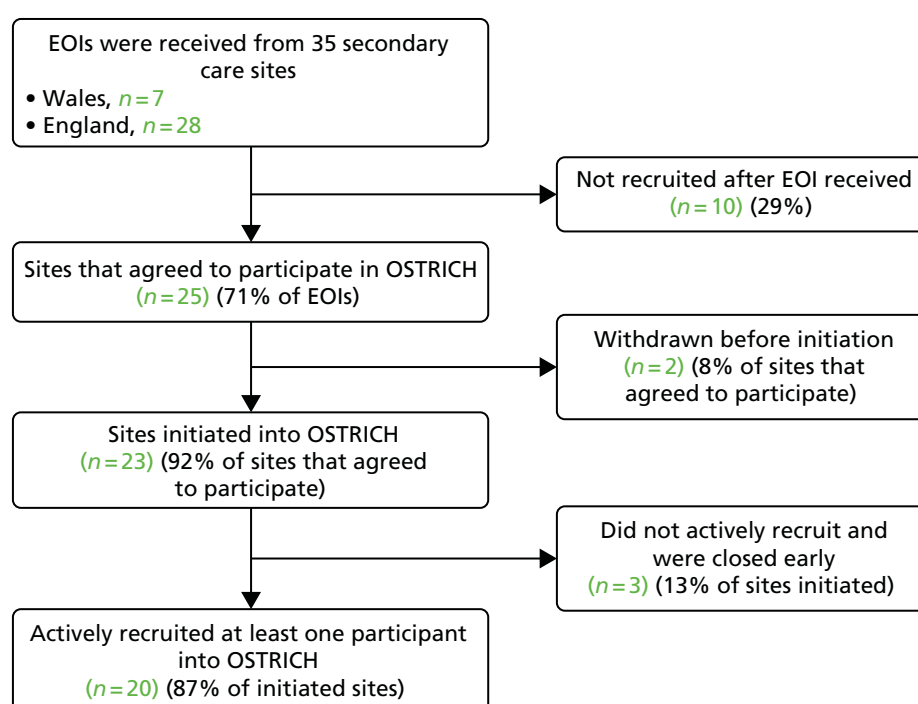 EOIs were received from 35 secondary
care sites
• Wales, n=7
• England, n=28
Not recruited after EOI received
(n=10) (29%)
Sites that agreed to participate in OSTRICH
(n=25) (71% of EOIs)
Withdrawn before initiation
(n=2) (8% of sites that
agreed to participate)
Sites initiated into OSTRICH
(n=23) (92% of sites that agreed
to participate)
Did not actively recruit and
were closed early
(n=3) (13% of sites initiated)
Actively recruited at least one participant
into OSTRICH
(n=20) (87% of initiated sites)